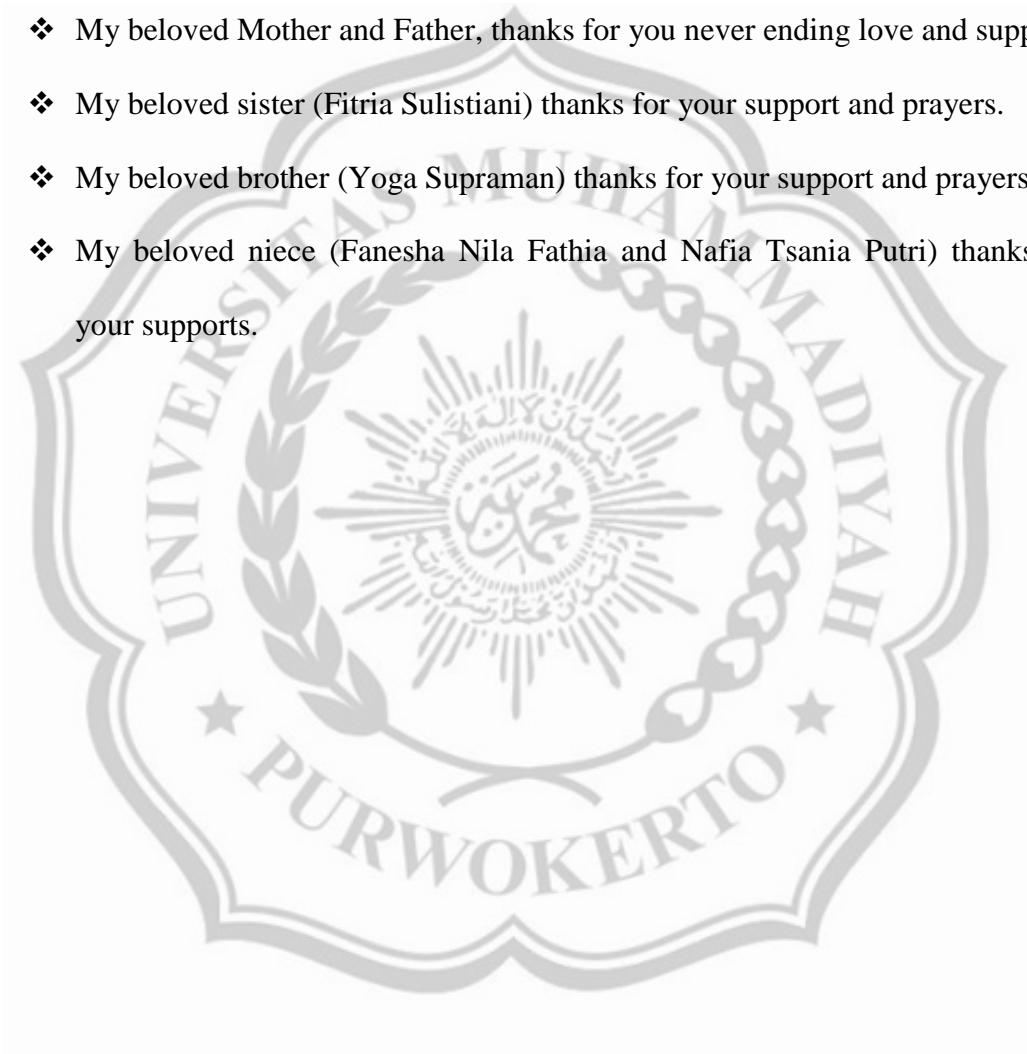 ❖ My beloved Mother and Father, thanks for you never ending love and supp
❖ My beloved sister (Fitria Sulistiani) thanks for your support and prayers.
❖ My beloved brother (Yoga Supraman) thanks for your support and prayers
❖ My beloved niece (Fanesha Nila Fathia and Nafia Tsania Putri) thanks
your supports.
UNIVERSITAS MUHAMMADIYAH
PURWOKERTO
محمد